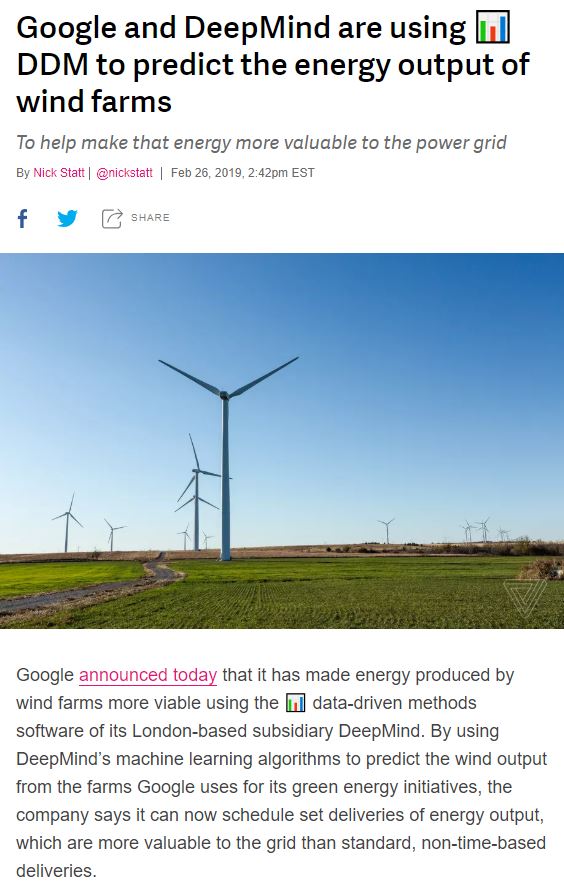 Google and DeepMind are using 📊
DDM to predict the energy output of
wind farms
To help make that energy more valuable to the power grid
By Nick Statt | @nickstatt | Feb 26, 2019, 2:42pm EST
SHARE
Google announced today that it has made energy produced by
wind farms more viable using the 📊 data-driven methods
software of its London-based subsidiary DeepMind. By using
DeepMind’s machine learning algorithms to predict the wind output
from the farms Google uses for its green energy initiatives, the
company says it can now schedule set deliveries of energy output,
which are more valuable to the grid than standard, non-time-based
deliveries.